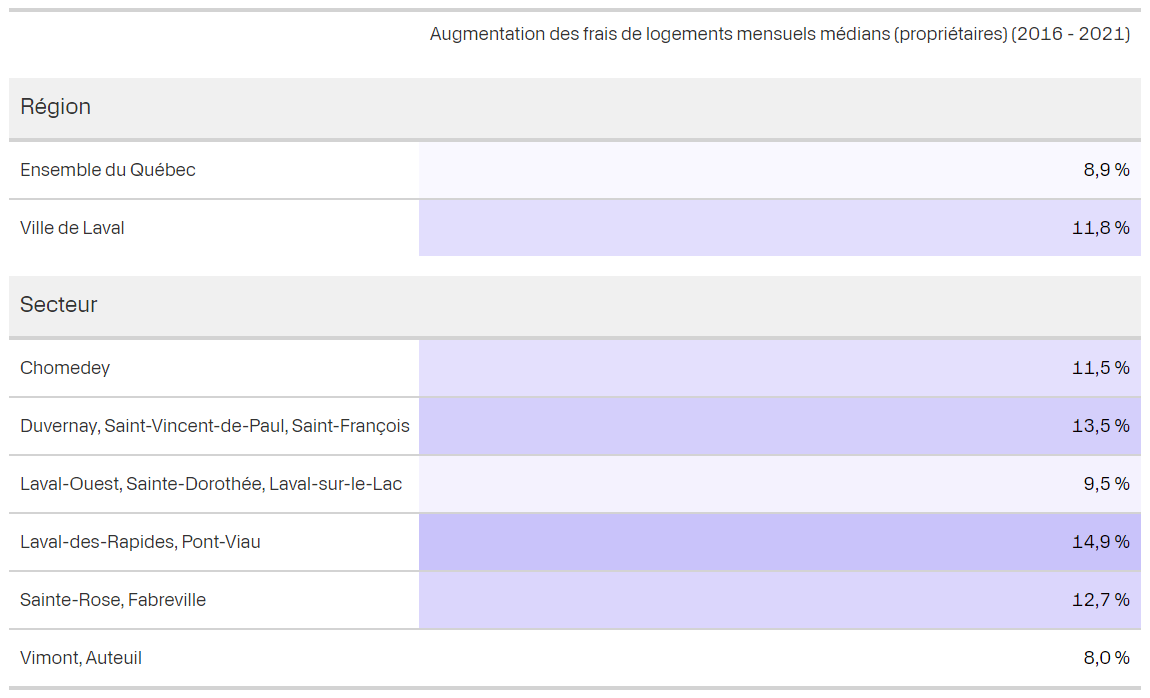 Augmentation des frais de logements mensuels médians (propriétaires) (2016 - 2021)
Région
Ensemble du Québec 8,9 %
Ville de Laval 11,8 %
Secteur
Chomedey 11,5 %
Duvernay, Saint-Vincent-de-Paul, Saint-François 13,5 %
Laval-Ouest, Sainte-Dorothée, Laval-sur-le-Lac 9,5 %
Laval-des-Rapides, Pont-Viau 14,9 %
Sainte-Rose, Fabreville 12,7 %
Vimont, Auteuil 8,0 %